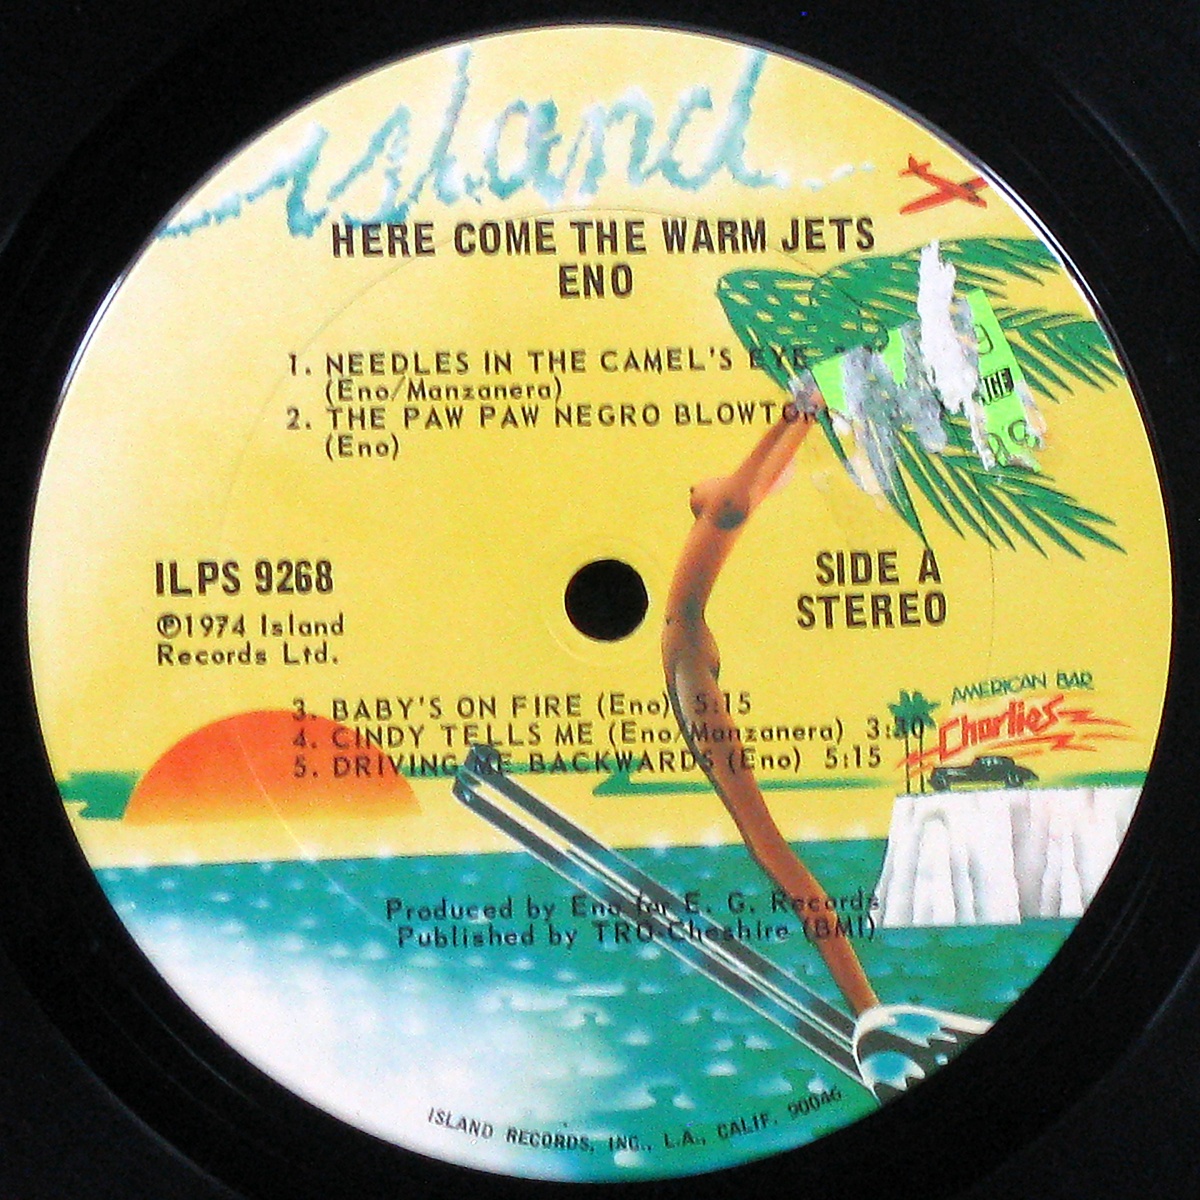 island
HERE COME THE WARM JETS
ENO
1. NEEDLES IN THE CAMEL'S EYE
(Eno/Manzanera)
2. THE PAW PAW NEGRO BLOWTOR
(Eno)
ILPS 9268
℗1974 Island
Records Ltd.
SIDE A
STEREO
3. BABY'S ON FIRE (Eno) 5:15
4. CINDY TELLS ME (Eno/Manzanera) 3:20
5. DRIVING ME BACKWARDS (Eno) 5:15
AMERICAN BAR
Charlies
Produced by Eno for E. G. Records
Published by TRO-Cheshire (BMI)
ISLAND RECORDS, INC., L.A., CALIF. 90046